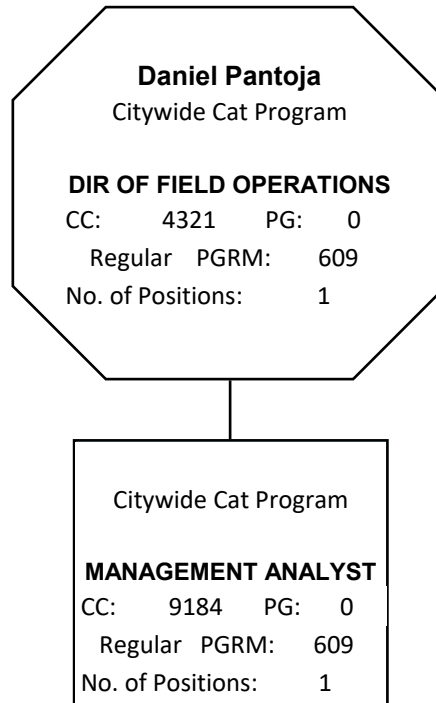 Daniel Pantoja
Citywide Cat Program
DIR OF FIELD OPERATIONS
CC: 4321 PG: 0
Regular PGRM: 609
No. of Positions: 1
Citywide Cat Program
MANAGEMENT ANALYST
CC: 9184 PG: 0
Regular PGRM: 609
No. of Positions: 1